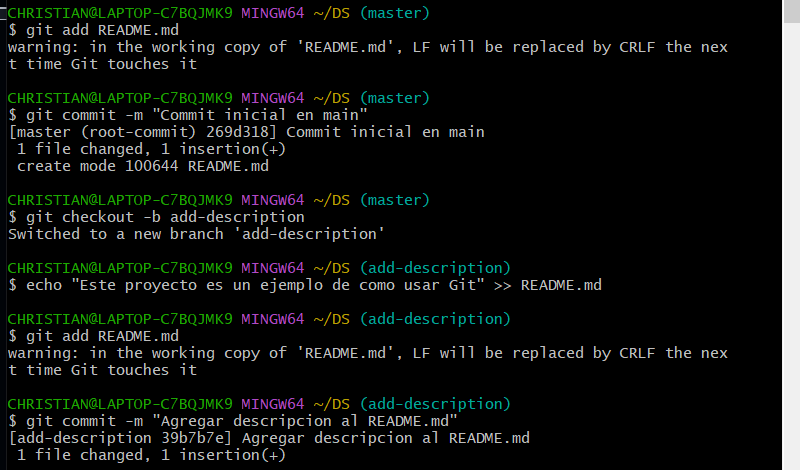 CHRISTIAN@LAPTOP-C7BQJMK9 MINGW64 ~/DS (master)
$ git add README.md
warning: in the working copy of 'README.md', LF will be replaced by CRLF the nex
t time Git touches it
CHRISTIAN@LAPTOP-C7BQJMK9 MINGW64 ~/DS (master)
$ git commit -m "Commit inicial en main"
[master (root-commit) 269d318] Commit inicial en main
 1 file changed, 1 insertion(+)
 create mode 100644 README.md
CHRISTIAN@LAPTOP-C7BQJMK9 MINGW64 ~/DS (master)
$ git checkout -b add-description
Switched to a new branch 'add-description'
CHRISTIAN@LAPTOP-C7BQJMK9 MINGW64 ~/DS (add-description)
$ echo "Este proyecto es un ejemplo de como usar Git" >> README.md
CHRISTIAN@LAPTOP-C7BQJMK9 MINGW64 ~/DS (add-description)
$ git add README.md
warning: in the working copy of 'README.md', LF will be replaced by CRLF the nex
t time Git touches it
CHRISTIAN@LAPTOP-C7BQJMK9 MINGW64 ~/DS (add-description)
$ git commit -m "Agregar descripcion al README.md"
[add-description 39b7b7e] Agregar descripcion al README.md
 1 file changed, 1 insertion(+)